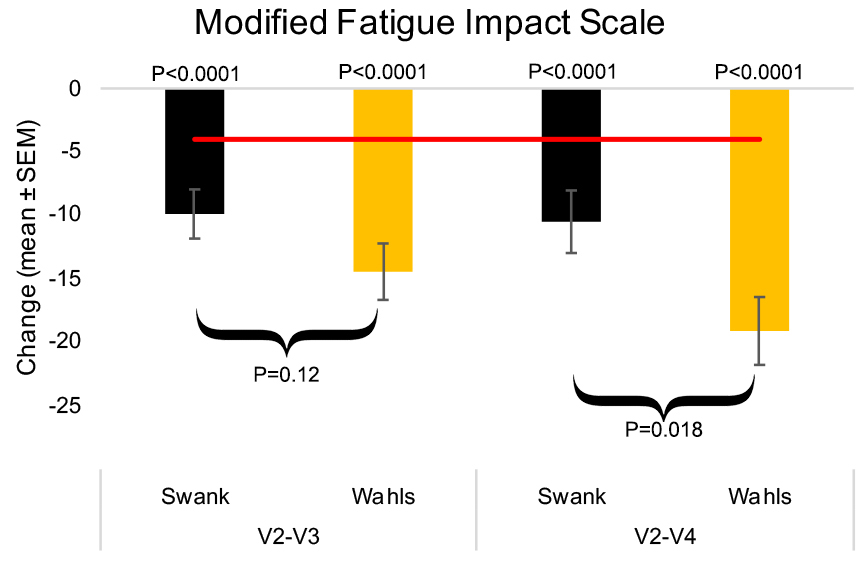 Modified Fatigue Impact Scale
P<0.0001 P<0.0001 P<0.0001 P<0.0001
Change (mean ± SEM)
0
-5
-10
-15
-20
-25
P=0.12
P=0.018
Swank Wahls Swank Wahls
V2-V3 V2-V4